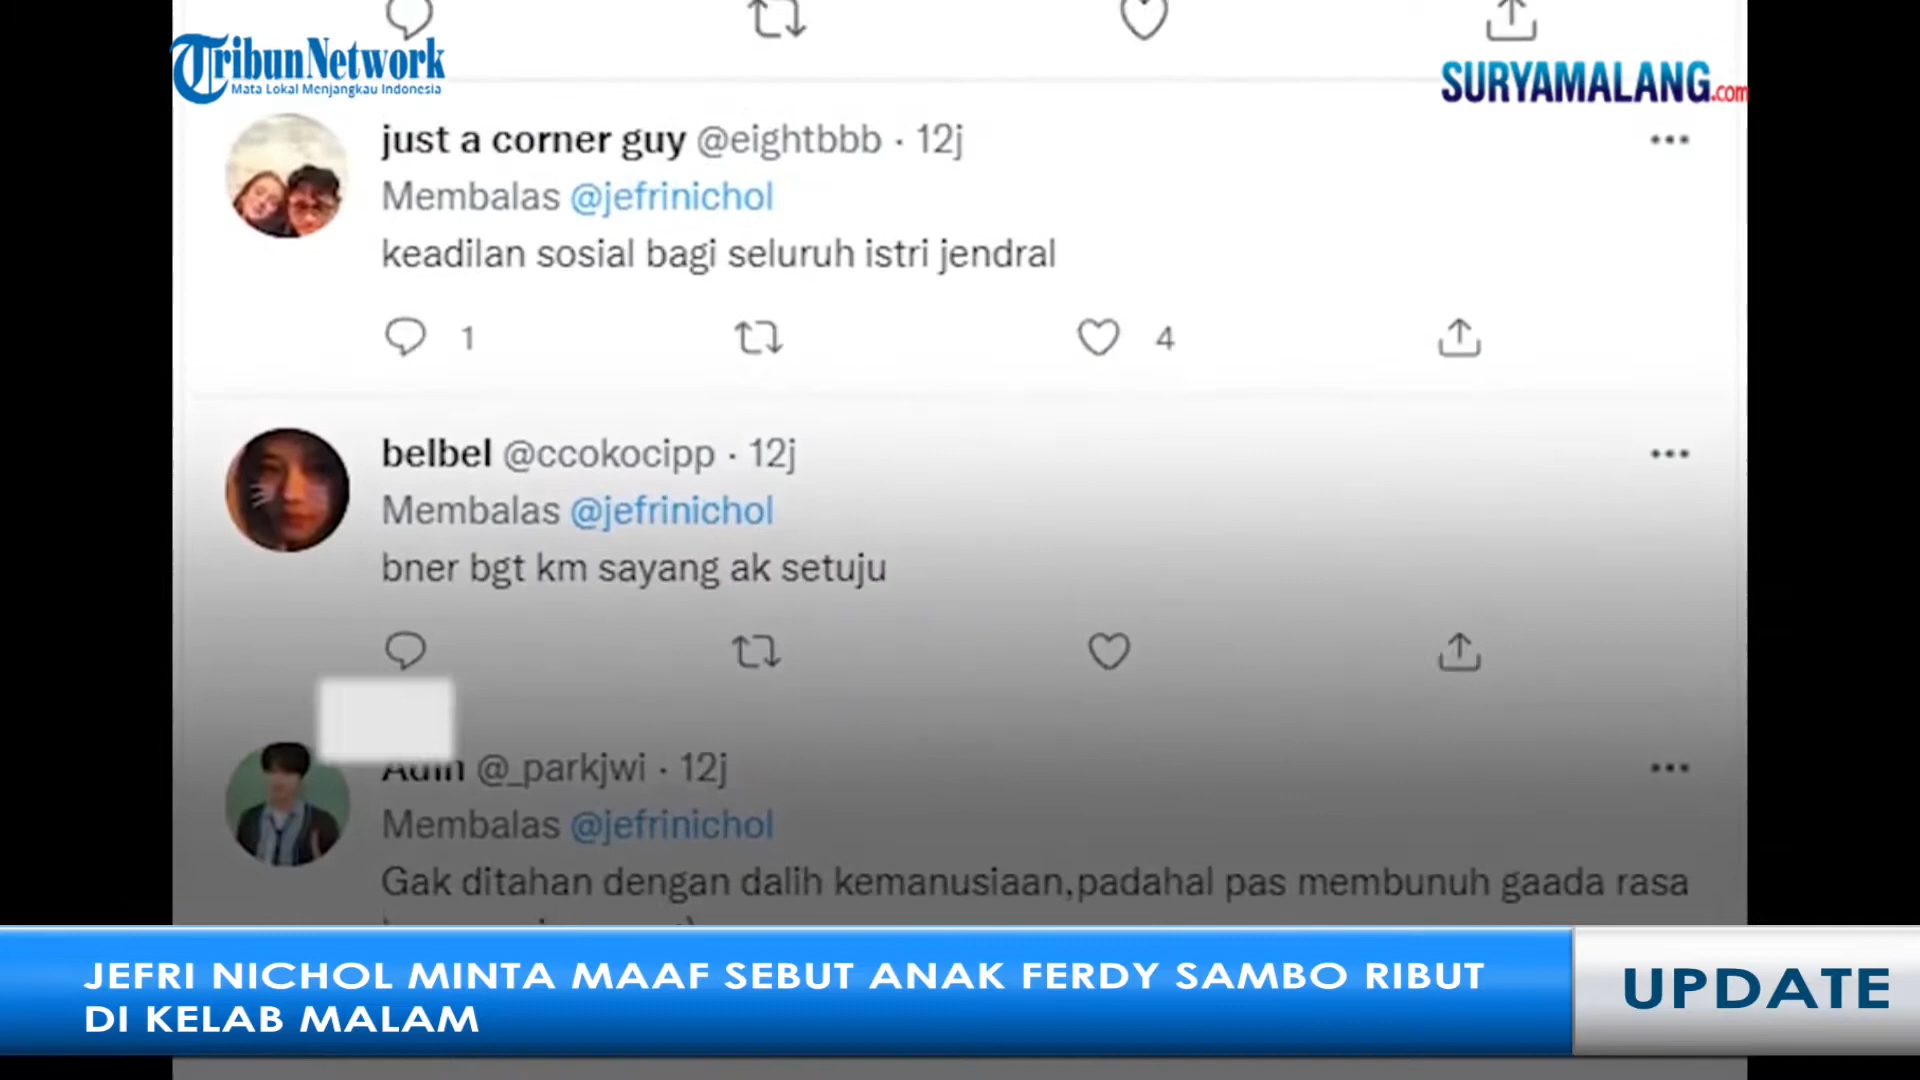 TribunNetwork
Mata Lokal Menjangkau Indonesia
SURYAMALANG.com
just a corner guy @eightbbb · 12j
Membalas @jefrinichol
keadilan sosial bagi seluruh istri jendral
1
4
belbel @ccokocipp · 12j
Membalas @jefrinichol
bner bgt km sayang ak setuju
@_parkjwi · 12j
Membalas @jefrinichol
Gak ditahan dengan dalih kemanusiaan,padahal pas membunuh gaada rasa
JEFRI NICHOL MINTA MAAF SEBUT ANAK FERDY SAMBO RIBUT
DI KELAB MALAM
UPDATE